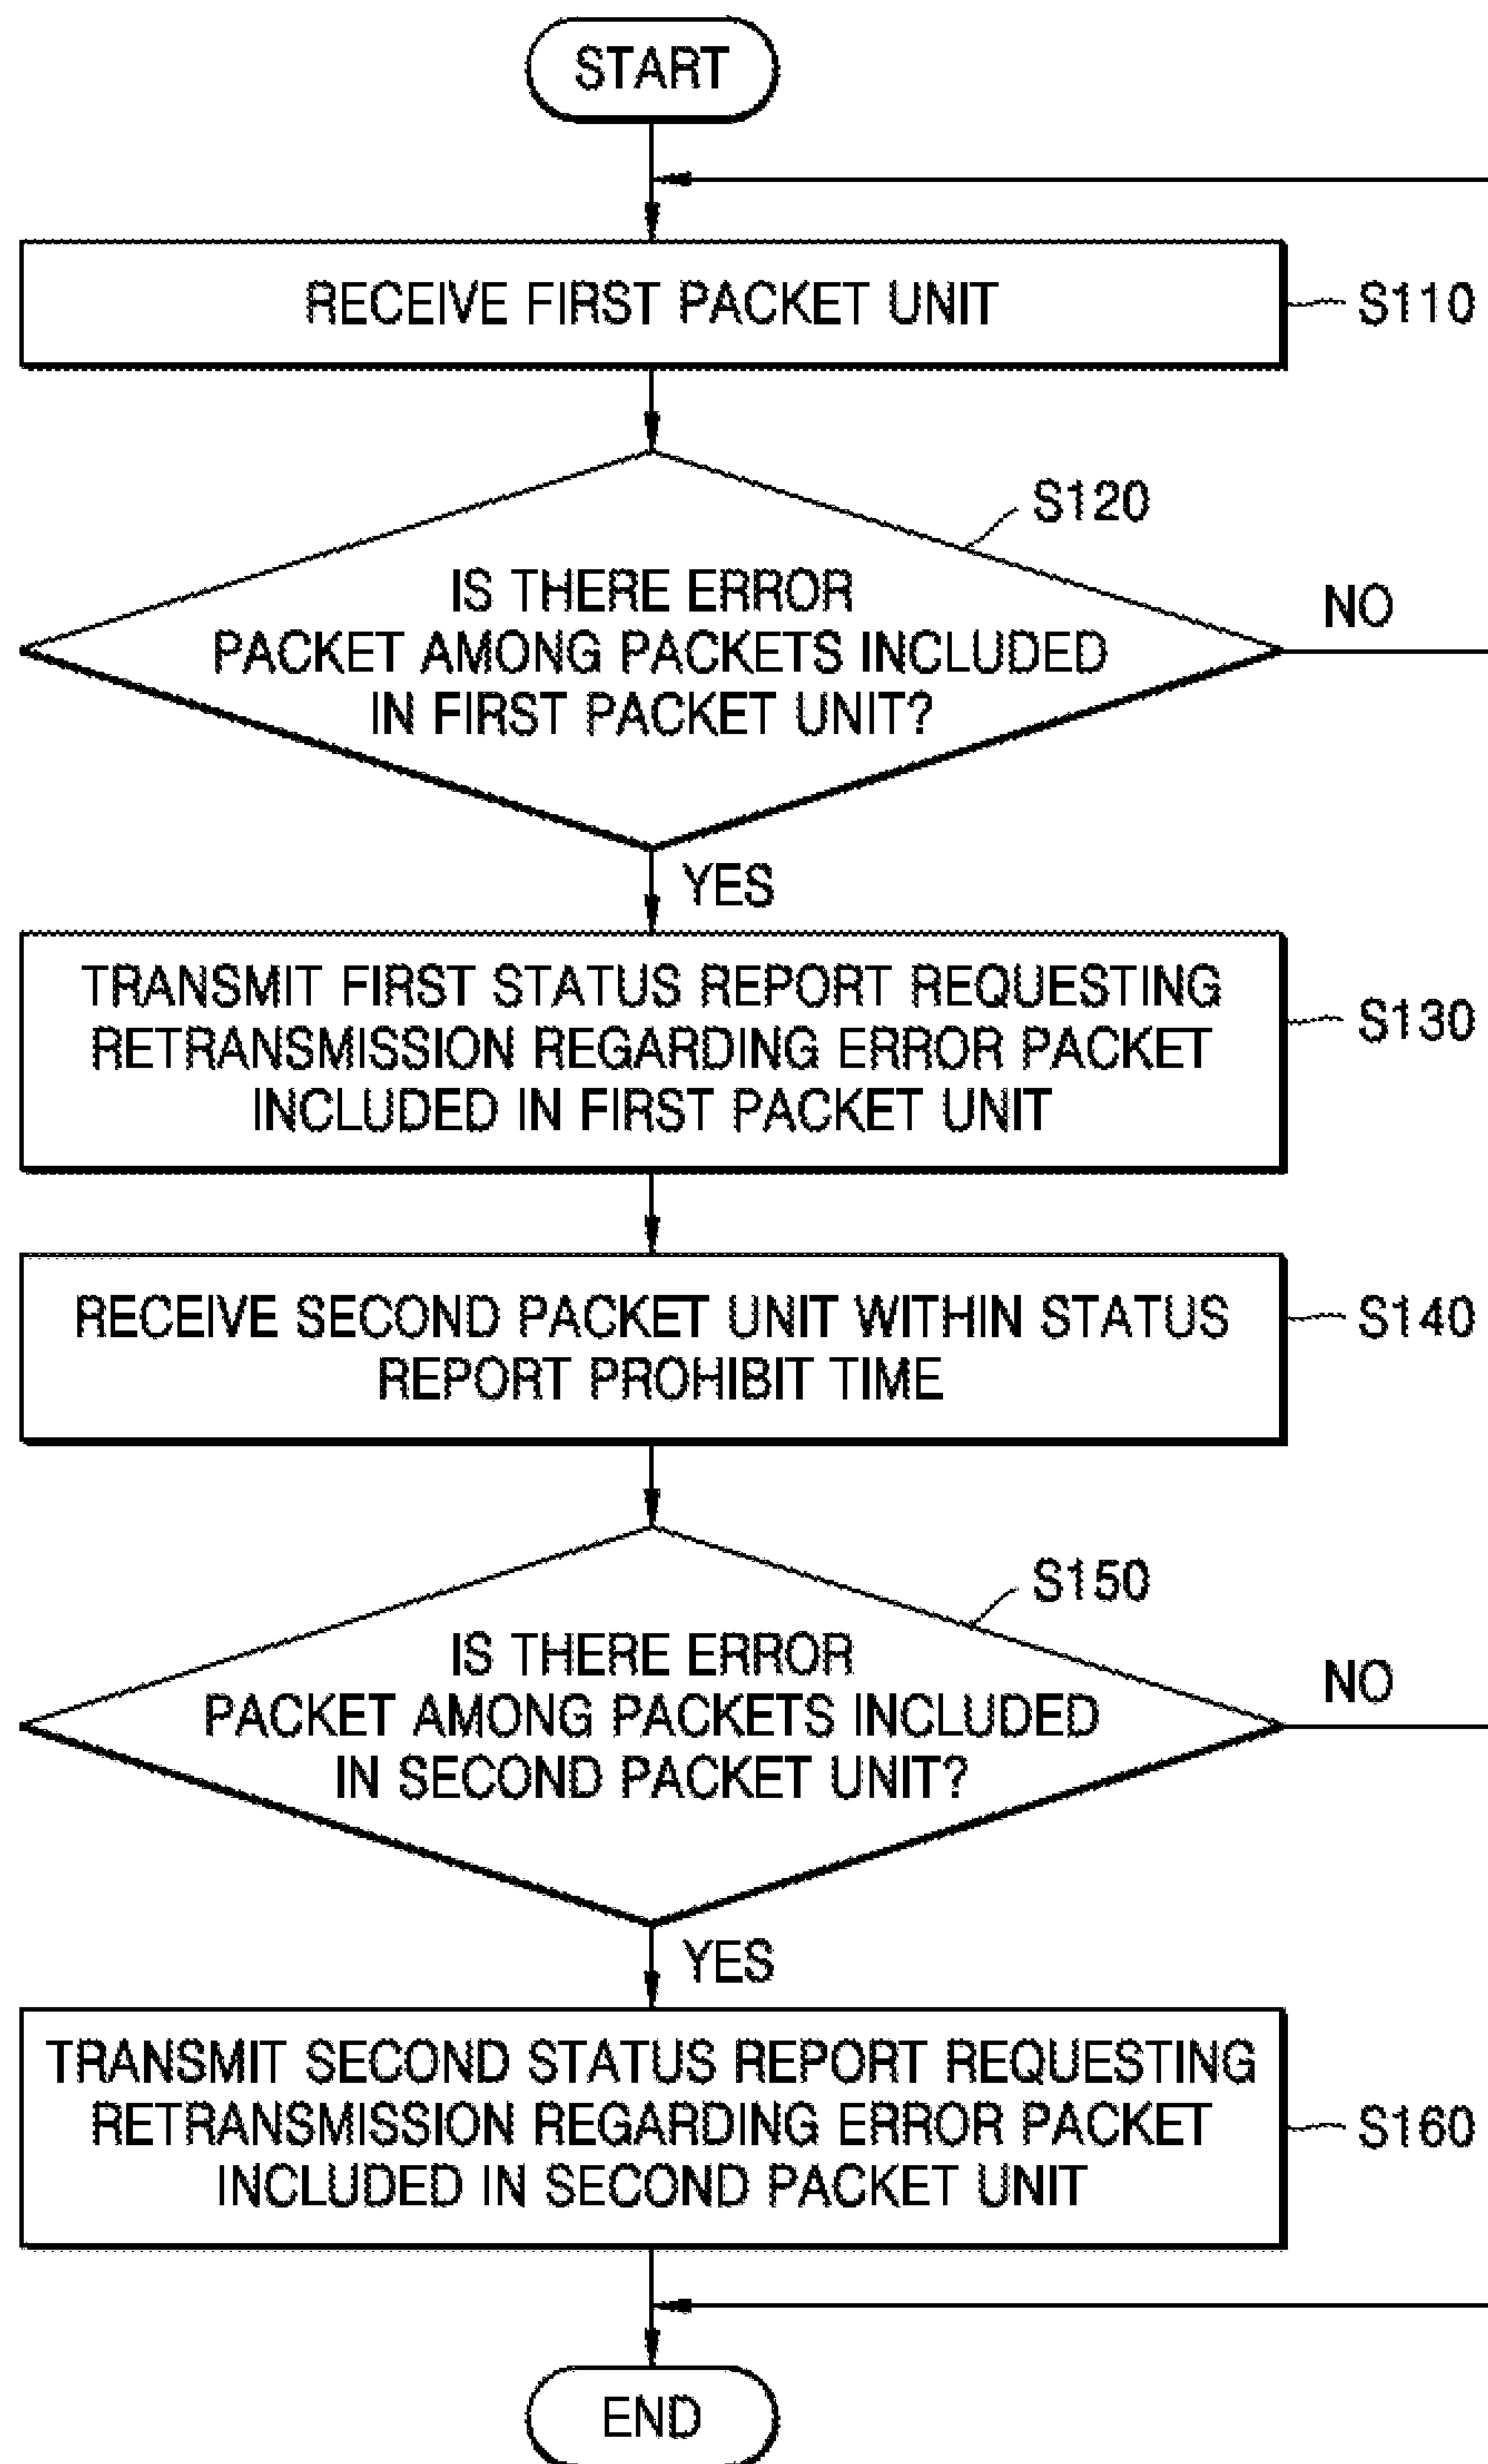 START
RECEIVE FIRST PACKET UNIT
S110
S120
IS THERE ERROR
PACKET AMONG PACKETS INCLUDED
IN FIRST PACKET UNIT?
NO
YES
TRANSMIT FIRST STATUS REPORT REQUESTING
RETRANSMISSION REGARDING ERROR PACKET
INCLUDED IN FIRST PACKET UNIT
S130
RECEIVE SECOND PACKET UNIT WITHIN STATUS
REPORT PROHIBIT TIME
S140
S150
IS THERE ERROR
PACKET AMONG PACKETS INCLUDED
IN SECOND PACKET UNIT?
NO
YES
TRANSMIT SECOND STATUS REPORT REQUESTING
RETRANSMISSION REGARDING ERROR PACKET
INCLUDED IN SECOND PACKET UNIT
S160
END